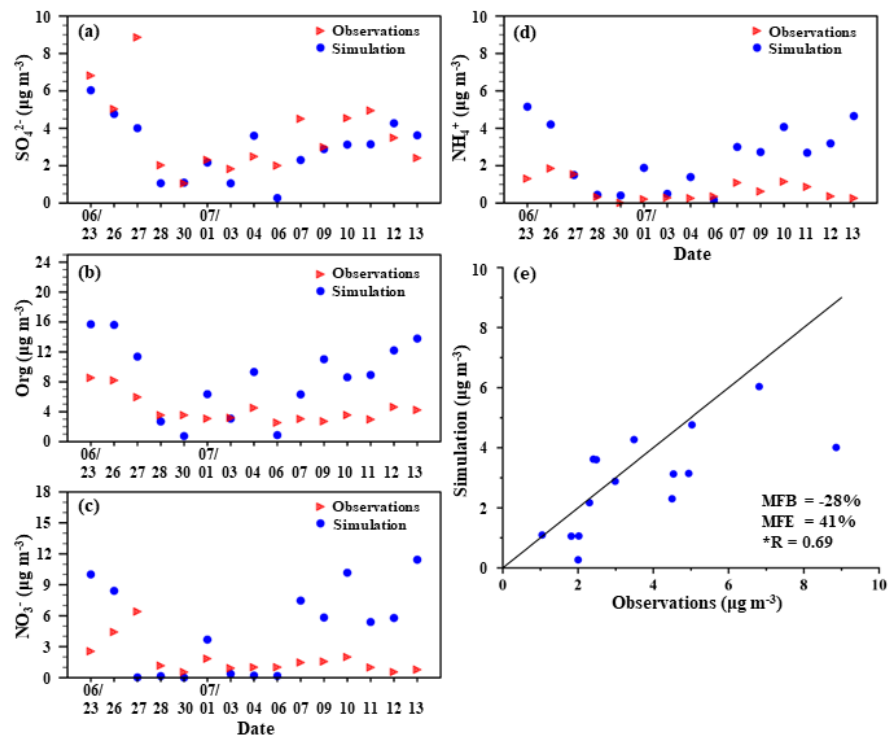 (a)
Observations
Simulation
SO₄²⁻ (µg m⁻³)
10
8
6
4
2
0
06/ 07/
23 26 27 28 30 01 03 04 06 07 09 10 11 12 13
(b)
Observations
Simulation
Org (µg m⁻³)
24
20
16
12
8
4
0
06/ 07/
23 26 27 28 30 01 03 04 06 07 09 10 11 12 13
(c)
Observations
Simulation
NO₃⁻ (µg m⁻³)
18
15
12
9
6
3
0
06/ 07/
23 26 27 28 30 01 03 04 06 07 09 10 11 12 13
Date
(d)
Observations
Simulation
NH₄⁺ (µg m⁻³)
10
8
6
4
2
0
06/ 07/
23 26 27 28 30 01 03 04 06 07 09 10 11 12 13
Date
(e)
Simulation (µg m⁻³)
10
8
6
4
2
0
MFB = -28%
MFE = 41%
*R = 0.69
0 2 4 6 8 10
Observations (µg m⁻³)